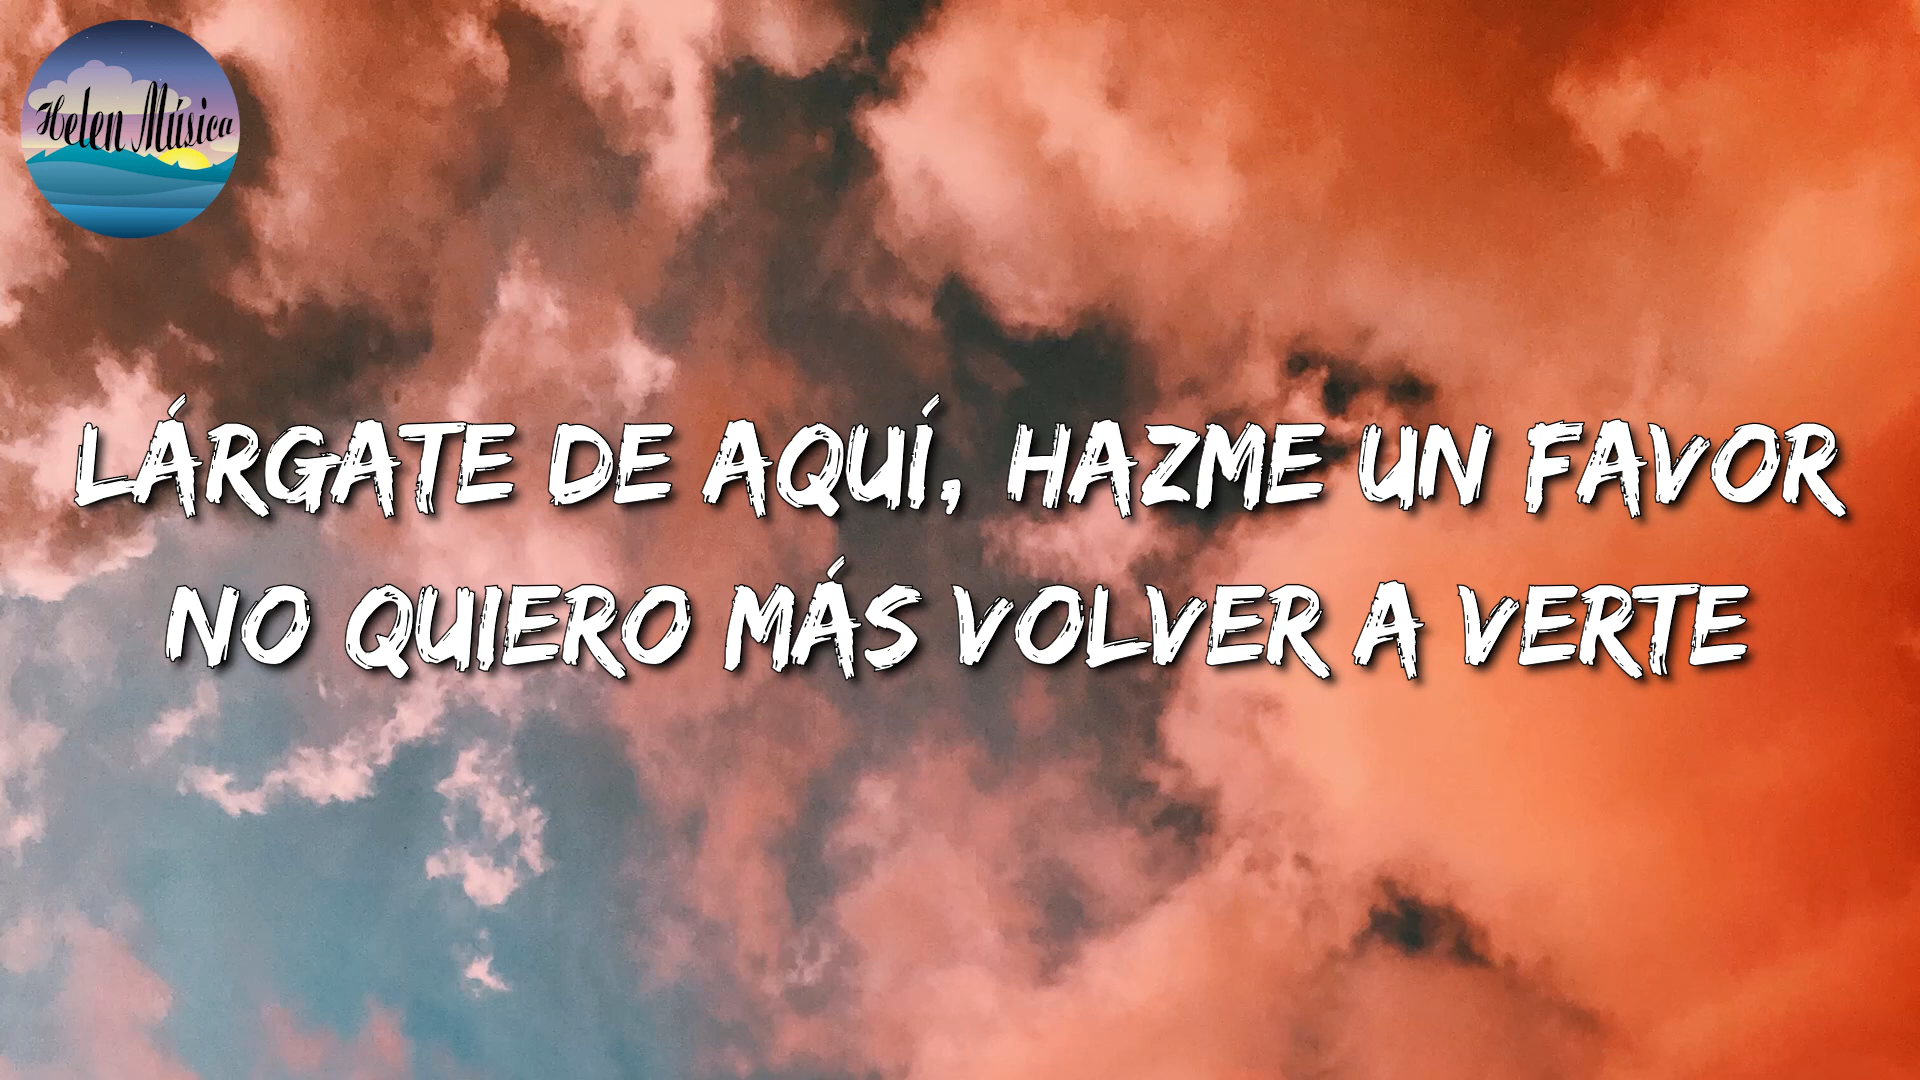 Helen Música
LÁRGATE DE AQUÍ, HAZME UN FAVOR
NO QUIERO MÁS VOLVER A VERTE